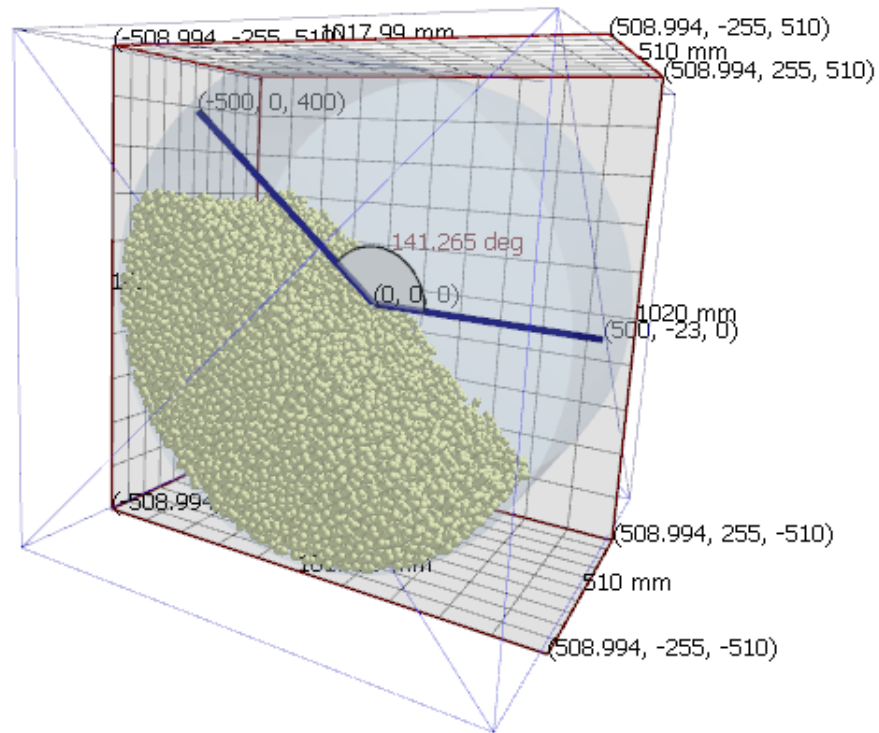 (-508.994, -255, 510)
1017.99 mm
(508.994, -255, 510)
510 mm
(508.994, 255, 510)
(-500, 0, 400)
141.265 deg
(0, 0, 0)
1020 mm
(500, -23, 0)
(-508.994
(508.994, 255, -510)
510 mm
(508.994, -255, -510)